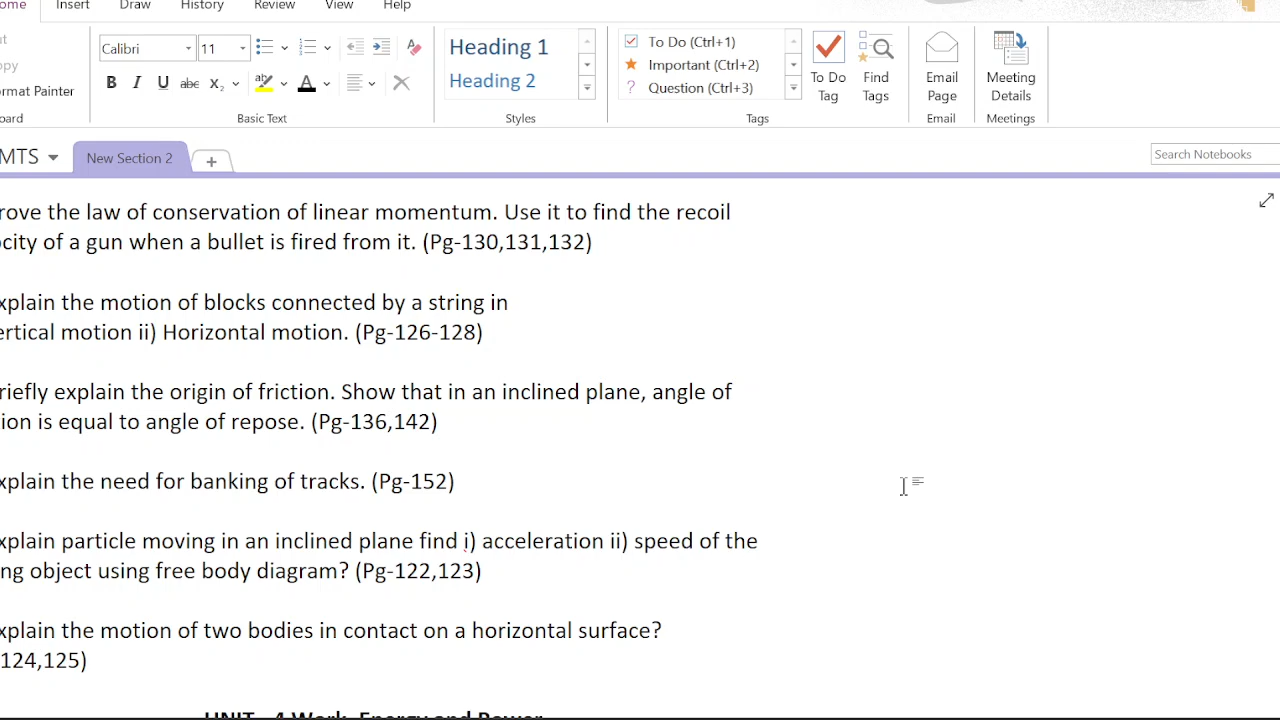 Insert Draw History Review View Help
Calibri 11
Heading 1
Heading 2
To Do (Ctrl+1)
Important (Ctrl+2)
Question (Ctrl+3)
To Do Tag
Find Tags
Email Page
Meeting Details
ormat Painter
B I U abc
Basic Text Styles Tags Email Meetings
MTS New Section 2 + Search Notebooks
rove the law of conservation of linear momentum. Use it to find the recoil
ocity of a gun when a bullet is fired from it. (Pg-130,131,132)
xplain the motion of blocks connected by a string in
ertical motion ii) Horizontal motion. (Pg-126-128)
riefly explain the origin of friction. Show that in an inclined plane, angle of
ion is equal to angle of repose. (Pg-136,142)
xplain the need for banking of tracks. (Pg-152)
xplain particle moving in an inclined plane find i) acceleration ii) speed of the
ng object using free body diagram? (Pg-122,123)
xplain the motion of two bodies in contact on a horizontal surface?
124,125)
UNIT - 4 Work, Energy and Power